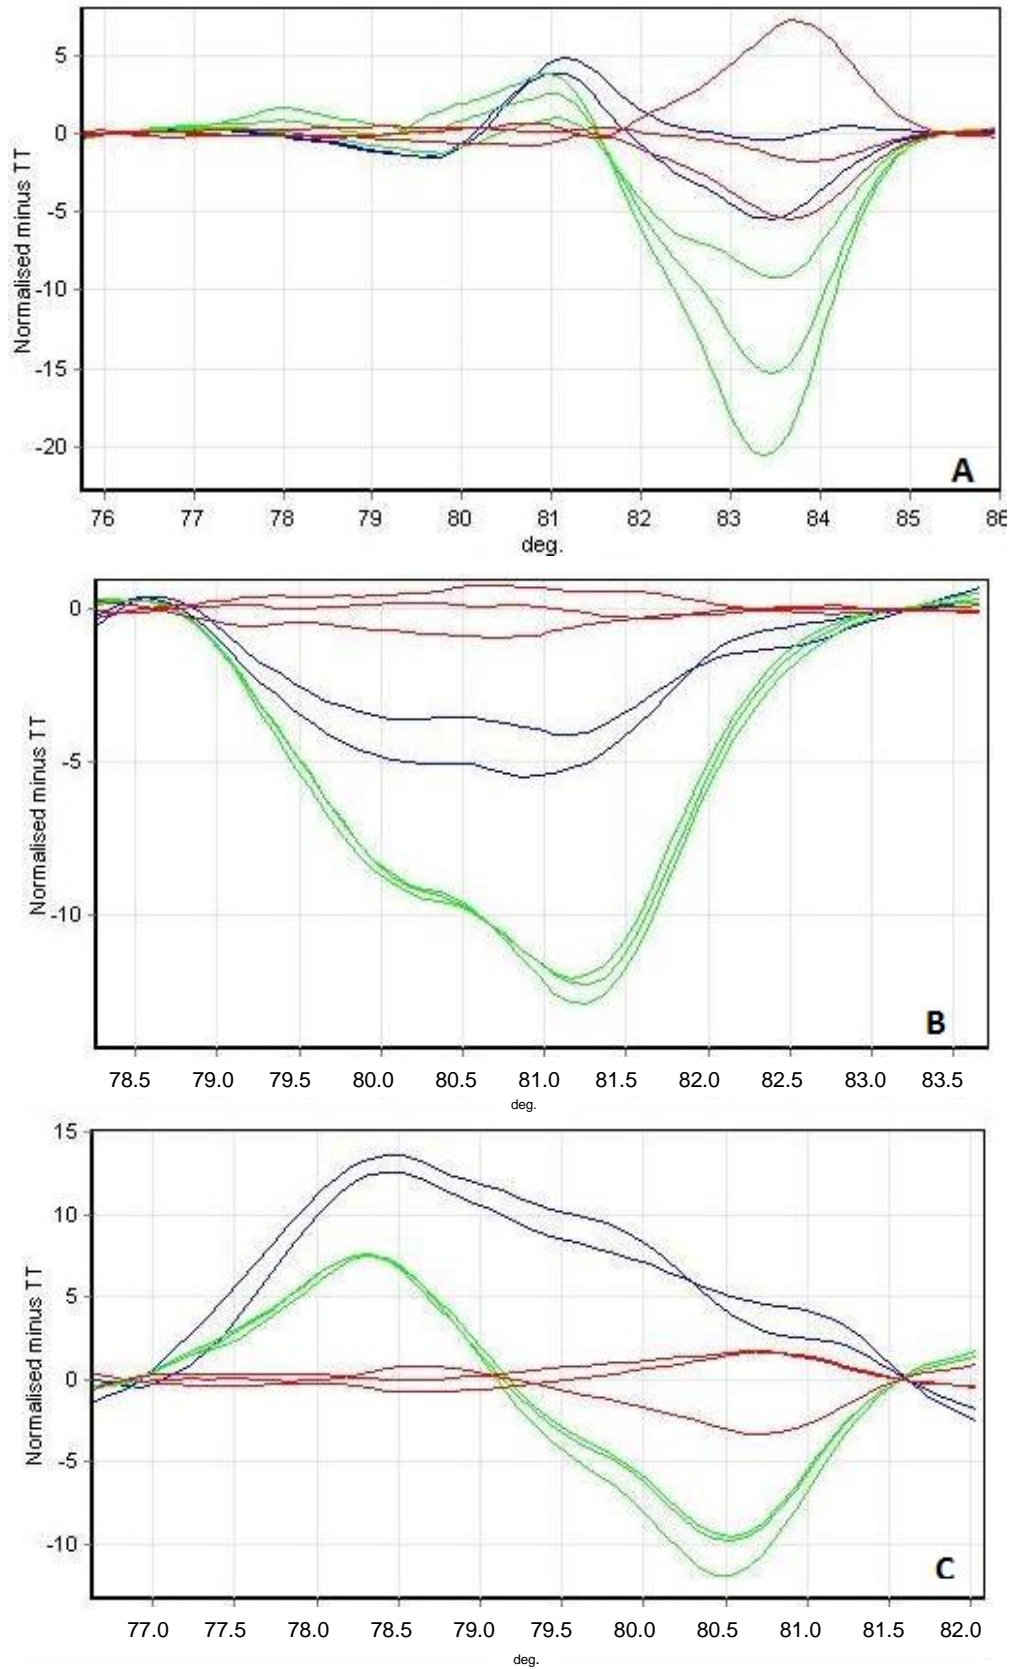 5
0
-5
-10
-15
-20
Normalised minus TT
A
76 77 78 79 80 81 82 83 84 85 86
deg.
0
-5
-10
Normalised minus TT
B
78.5 79.0 79.5 80.0 80.5 81.0 81.5 82.0 82.5 83.0 83.5
deg.
15
10
5
0
-5
-10
Normalised minus TT
C
77.0 77.5 78.0 78.5 79.0 79.5 80.0 80.5 81.0 81.5 82.0
deg.